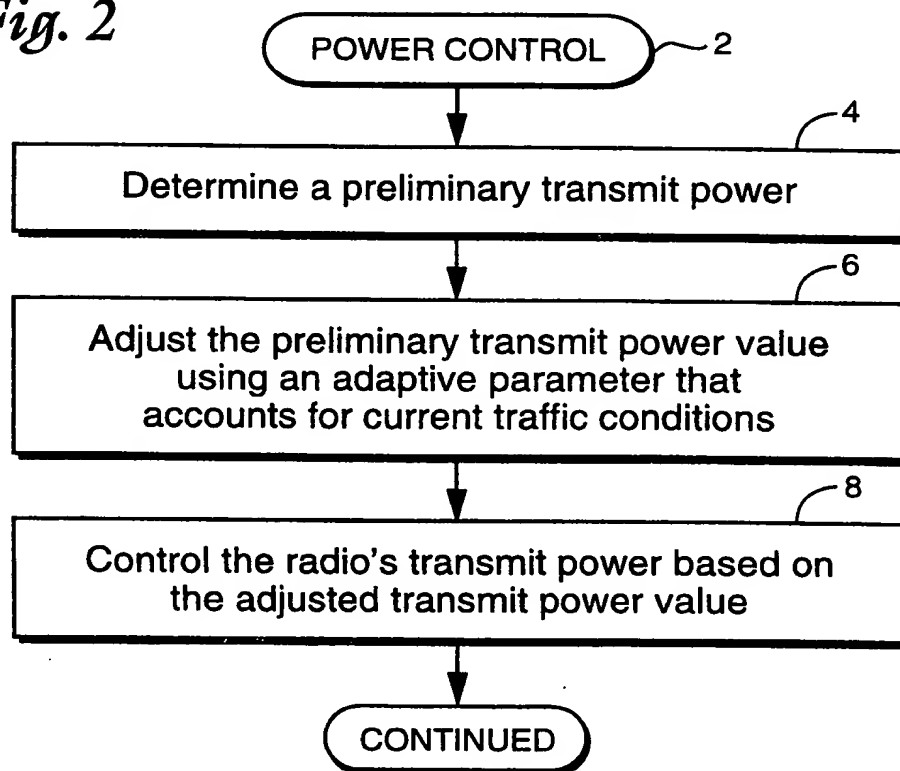 Fig. 2
POWER CONTROL 2
4
Determine a preliminary transmit power
6
Adjust the preliminary transmit power value
using an adaptive parameter that
accounts for current traffic conditions
8
Control the radio's transmit power based on
the adjusted transmit power value
CONTINUED